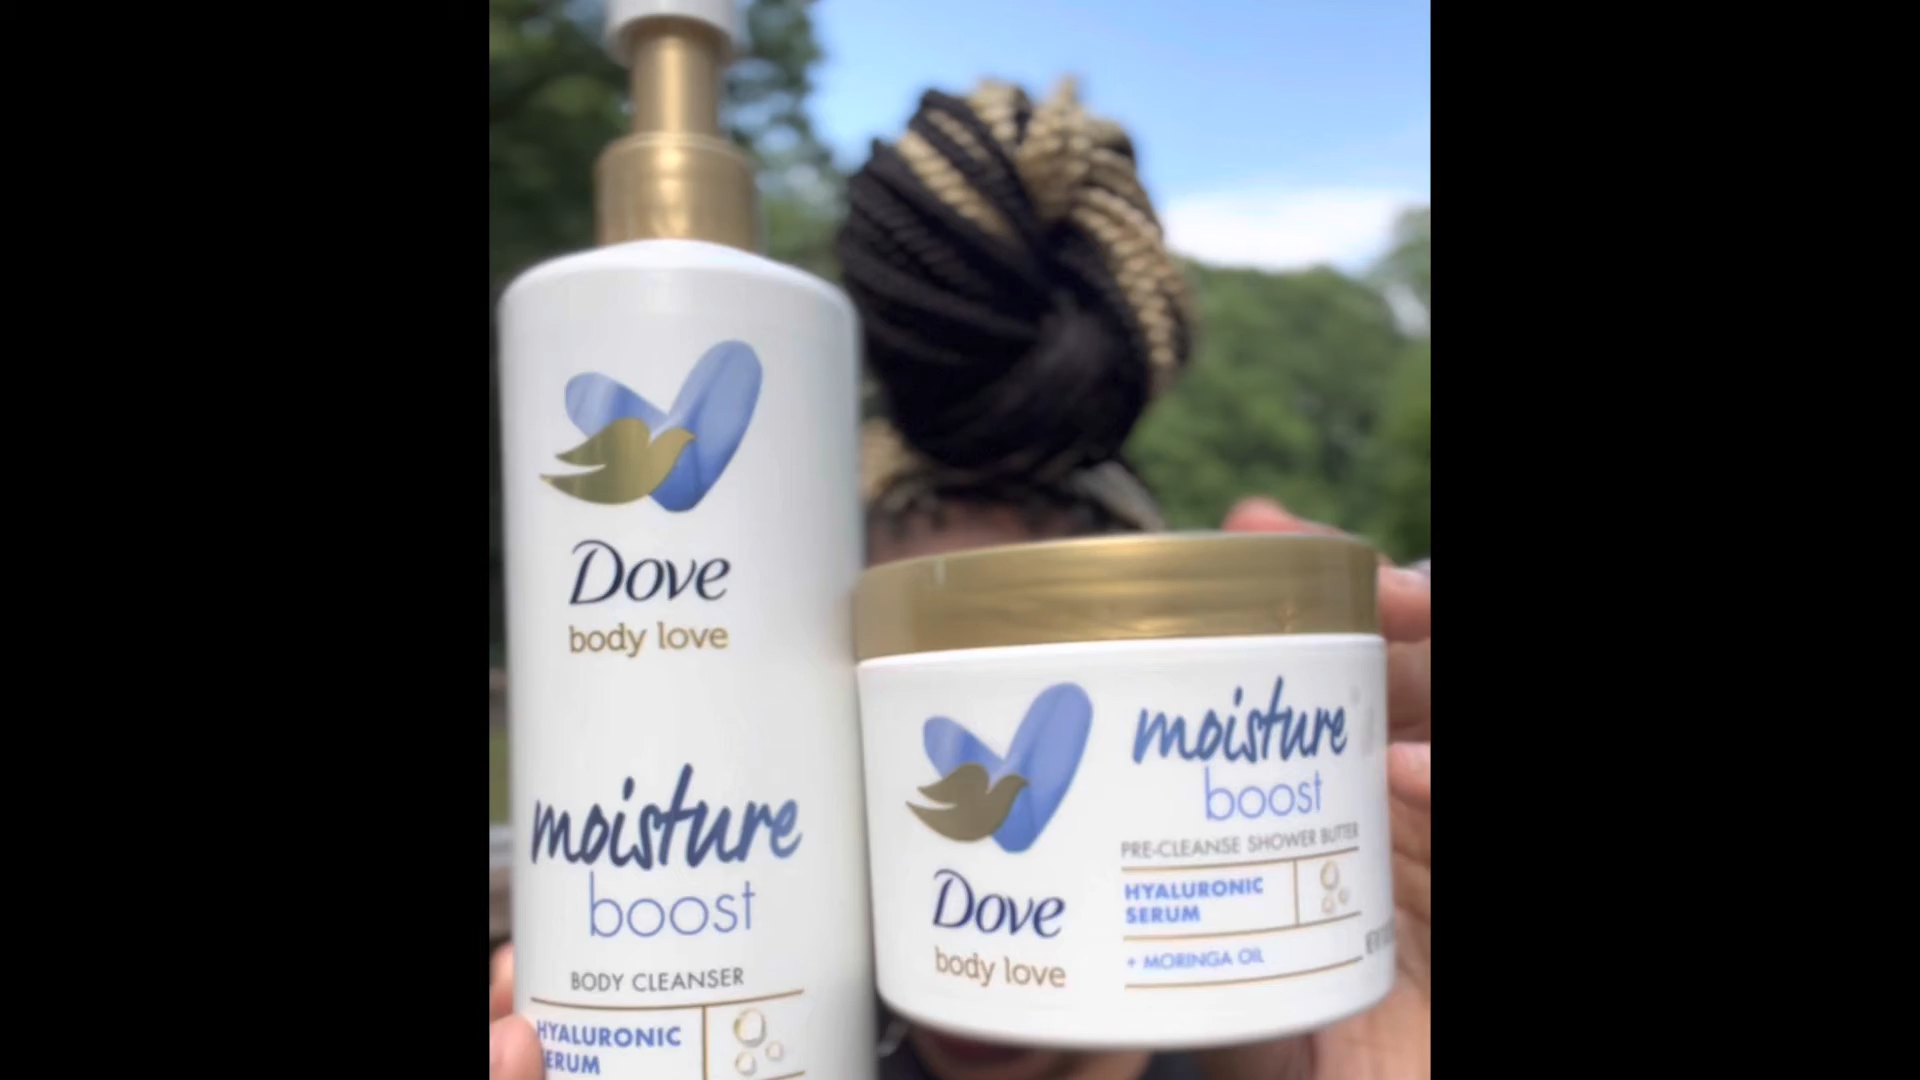 Dove
body love
moisture
boost
BODY CLEANSER
HYALURONIC
SERUM
Dove
body love
moisture
boost
PRE-CLEANSE SHOWER BUTTER
HYALURONIC
SERUM
+ MORINGA OIL